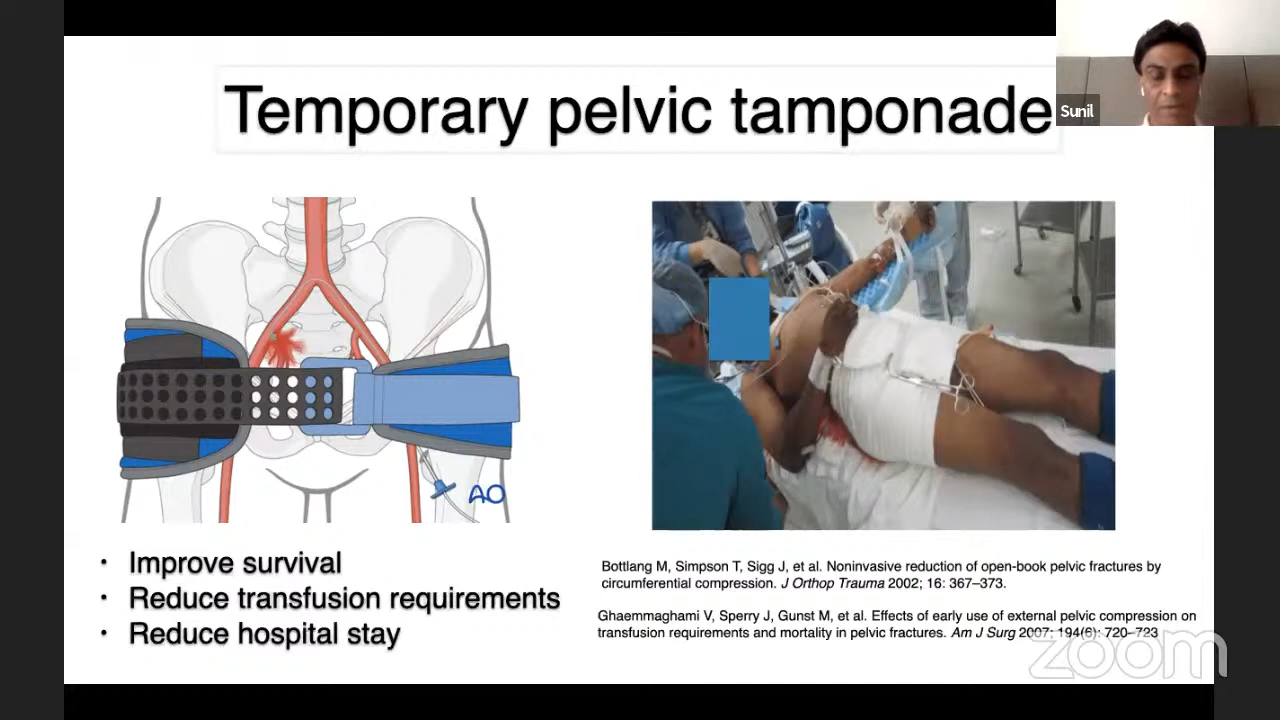 Temporary pelvic tamponade
Sunil
AO
• Improve survival
• Reduce transfusion requirements
• Reduce hospital stay
Bottlang M, Simpson T, Sigg J, et al. Noninvasive reduction of open-book pelvic fractures by
circumferential compression. J Orthop Trauma 2002; 16: 367–373.
Ghaemmaghami V, Sperry J, Gunst M, et al. Effects of early use of external pelvic compression on
transfusion requirements and mortality in pelvic fractures. Am J Surg 2007; 194(6): 720–723
zoom